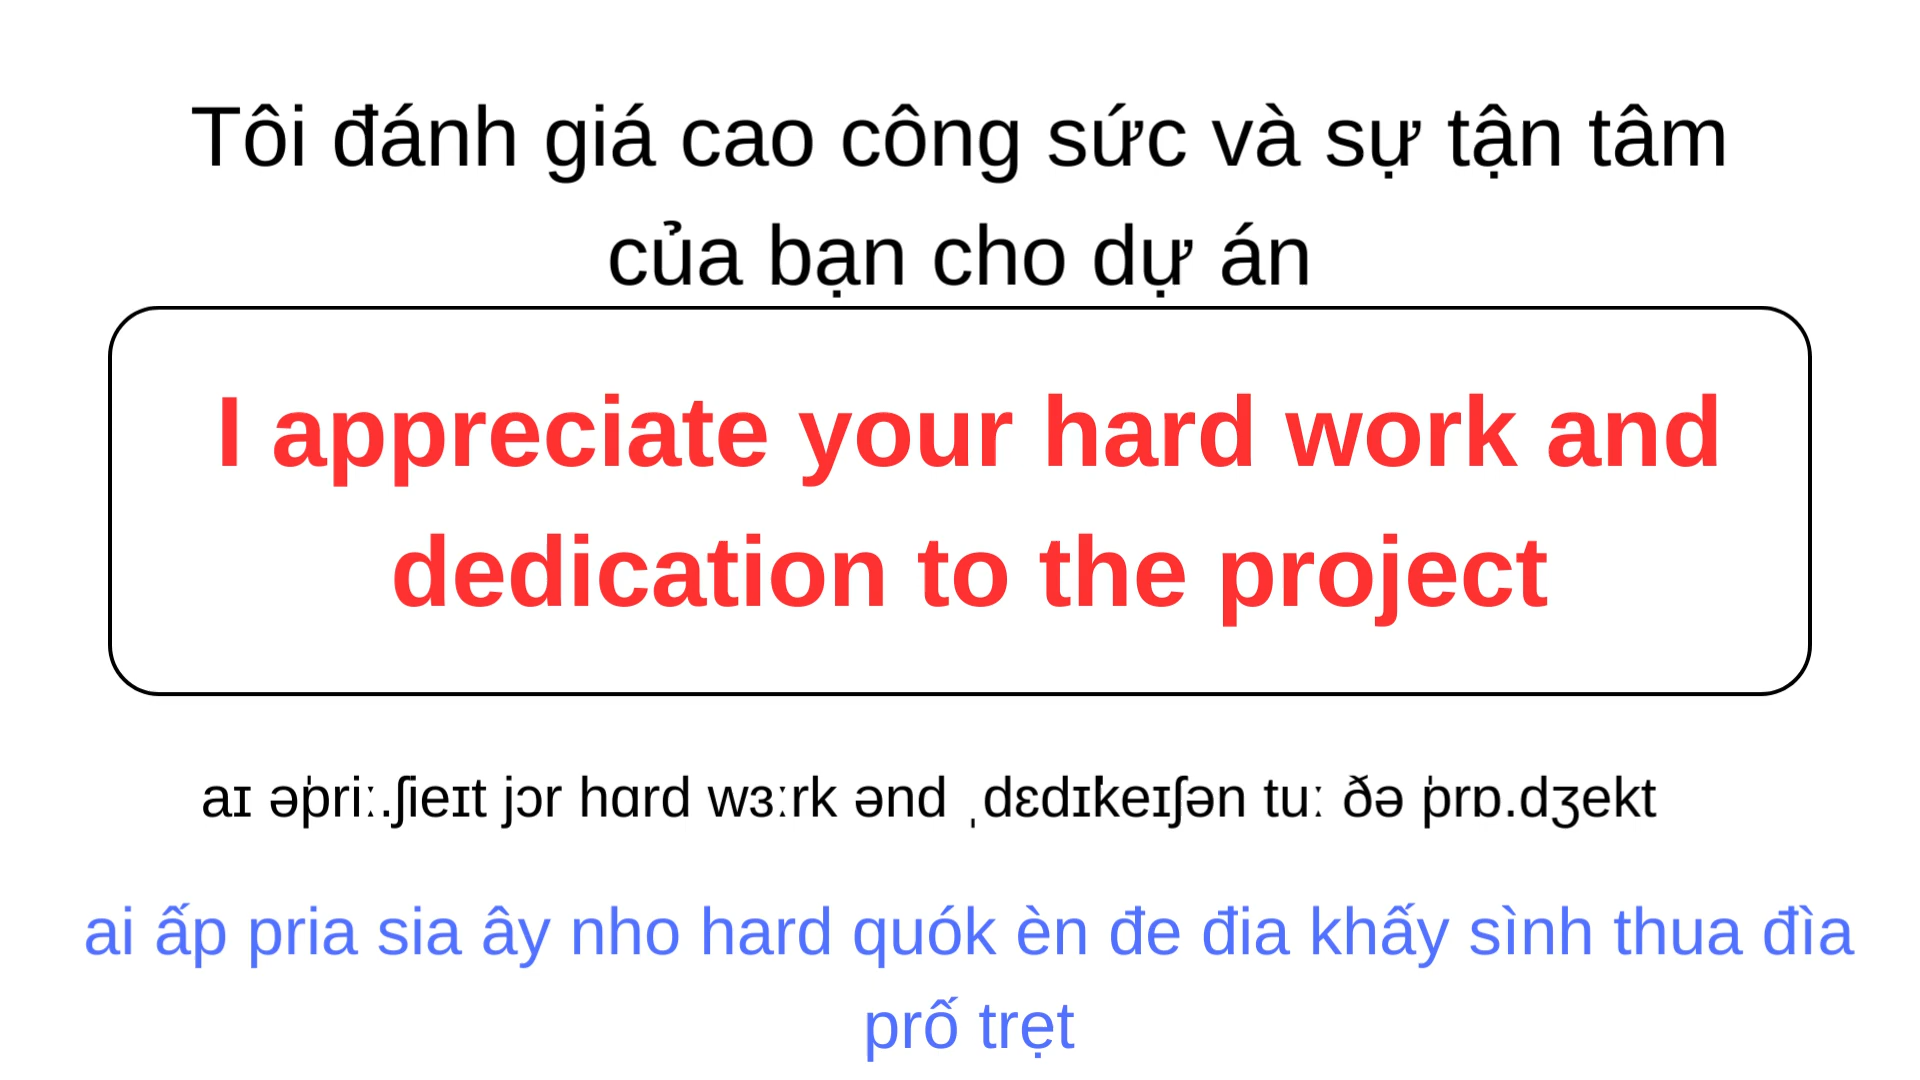 Tôi đánh giá cao công sức và sự tận tâm
của bạn cho dự án
I appreciate your hard work and
dedication to the project
aɪ əˈpriː.ʃieɪt jɔr hɑrd wɜːrk ənd ˌdɛdɪˈkeɪʃən tuː ðə ˈprɒ.dʒekt
ai ấp pria sia ây nho hard quók èn đe đia khấy sình thua đìa
prố trẹt